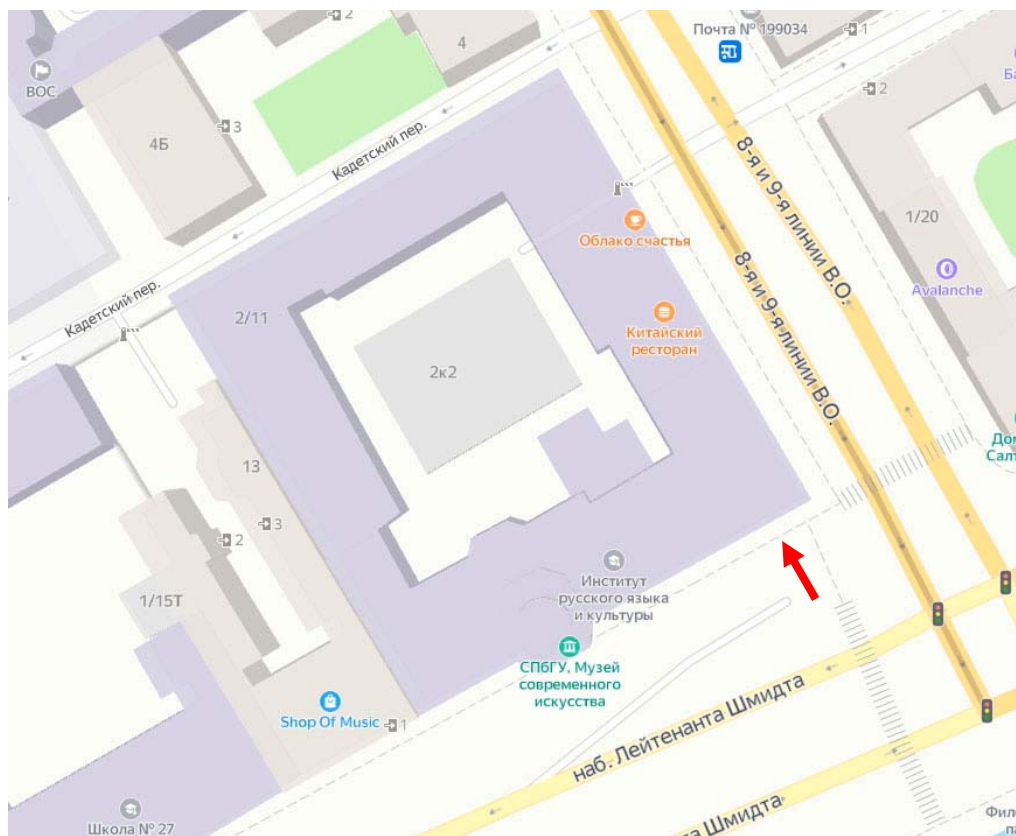 2
Почта № 199034
1
4
ВОС
2
3
4Б
Кадетский пер.
8-я и 9-я линии В.О.
1/20
Облако счастья
8-я и 9-я линии В.О.
Avalanche
Кадетский пер.
2/11
Китайский
ресторан
2к2
13
3
2
Институт
русского языка
и культуры
1/15Т
СПбГУ, Музей
современного
искусства
наб. Лейтенанта Шмидта
Shop Of Music
1
Школа № 27
Шмидта